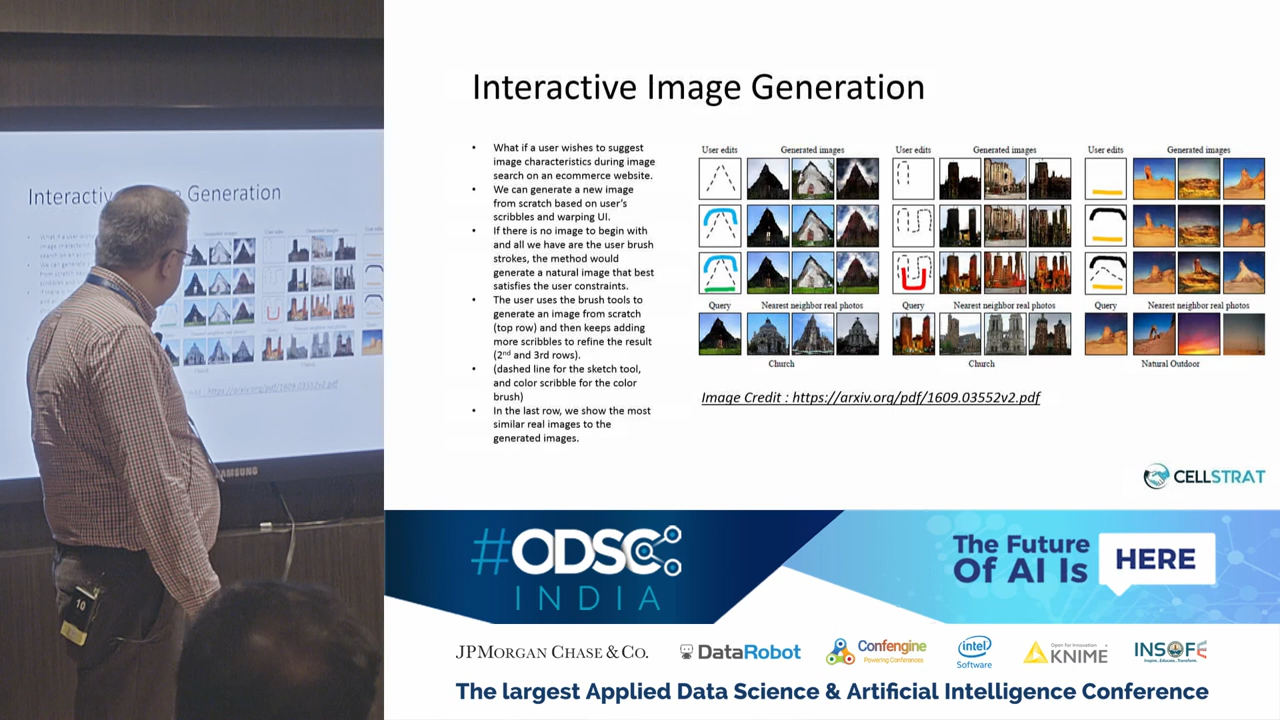 Interactive Image Generation
• What if a user wishes to suggest
image characteristics during image
search on an ecommerce website.
• We can generate a new image
from scratch based on user's
scribbles and warping UI.
• If there is no image to begin with
and all we have are the user brush
strokes, the method would
generate a natural image that best
satisfies the user constraints.
• The user uses the brush tools to
generate an image from scratch
(top row) and then keeps adding
more scribbles to refine the result
(2nd and 3rd rows).
• (dashed line for the sketch tool,
and color scribble for the color
brush)
• In the last row, we show the most
similar real images to the
generated images.
User edits Generated images User edits Generated images User edits Generated images
Query Nearest neighbor real photos Query Nearest neighbor real photos Query Nearest neighbor real photos
Church Church Natural Outdoor
Image Credit : https://arxiv.org/pdf/1609.03552v2.pdf
CELLSTRAT
Generation
SAMSUNG
10
#ODSC
INDIA
The Future
Of AI Is HERE
JPMORGAN CHASE & CO. DataRobot Confengine
Powering Conferences
intel
Software
Open for Innovation
KNIME
INSOFE
Inspire...Educate...Transform.
The largest Applied Data Science & Artificial Intelligence Conference